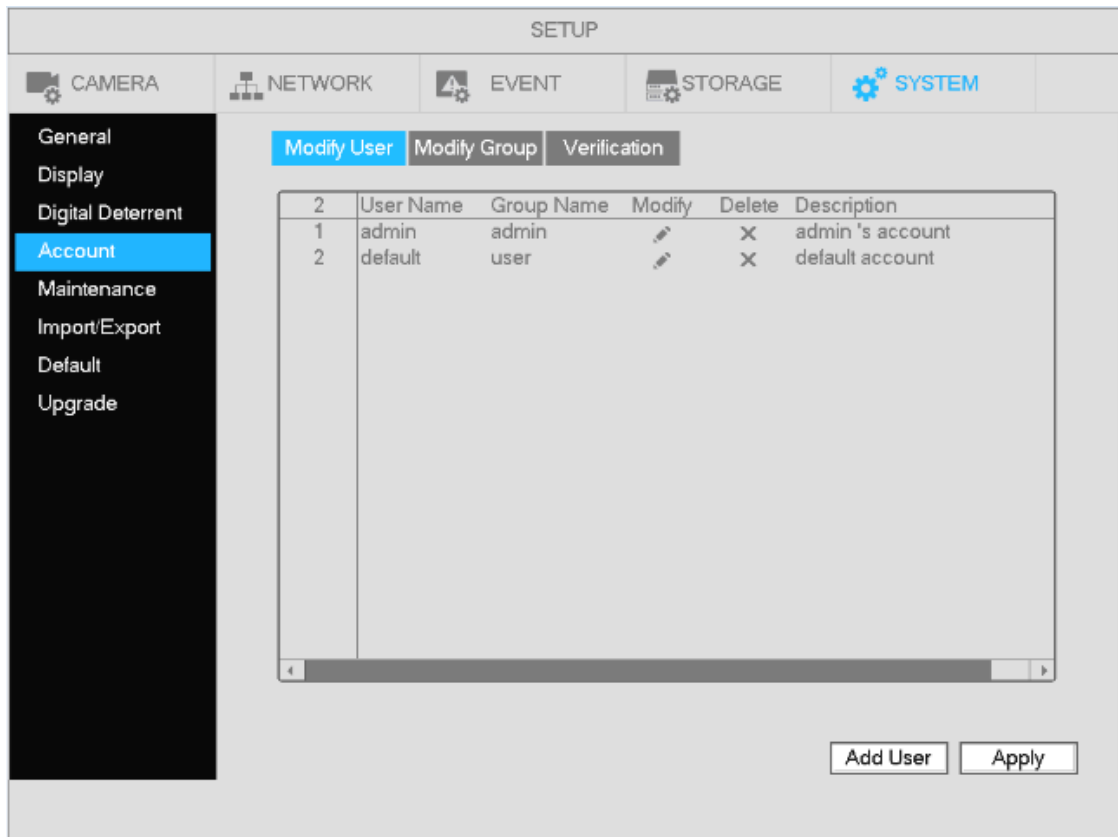 SETUP
CAMERA NETWORK EVENT STORAGE SYSTEM
General
Display
Digital Deterrent
Account
Maintenance
Import/Export
Default
Upgrade
Modify User Modify Group Verification
2 User Name Group Name Modify Delete Description
1 admin admin admin 's account
2 default user default account
Add User Apply